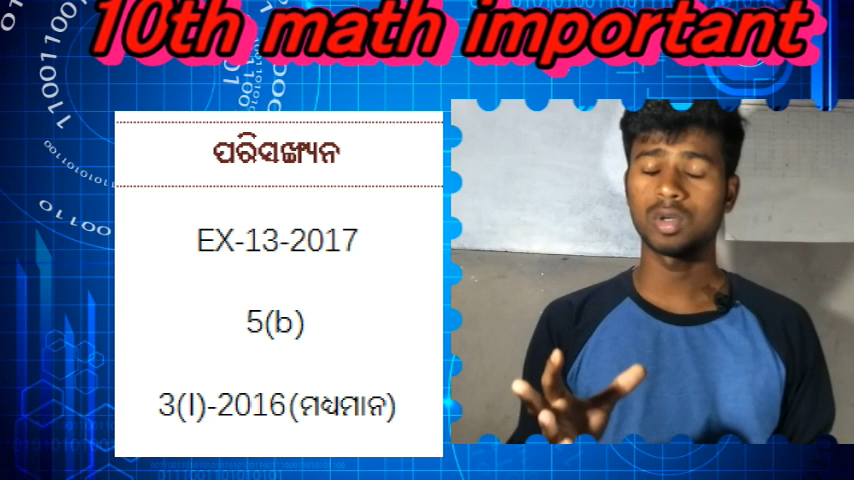 10th math important
ପରିସଙ୍ଖ୍ୟାନ
EX-13-2017
5(b)
3(I)-2016(ମଧ୍ୟମାନ)